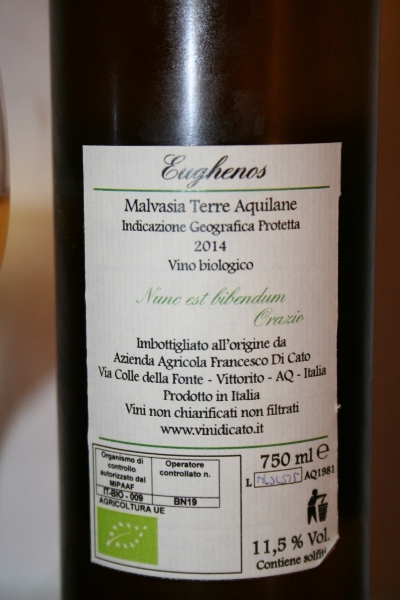 Eughenos
Malvasia Terre Aquilane
Indicazione Geografica Protetta
2014
Vino biologico
Nunc est bibendum
Orazio
Imbottigliato all'origine da
Azienda Agricola Francesco Di Cato
Via Colle della Fonte - Vittorito - AQ - Italia
Prodotto in Italia
Vini non chiarificati non filtrati
www.vinidicato.it
Organismo di
controllo
autorizzato dal
MIPAAF
IT-BIO - 009
Operatore
controllato n.
BN19
AGRICOLTURA UE
750 ml e
L
AQ1981
11,5 % Vol.
Contiene solfiti